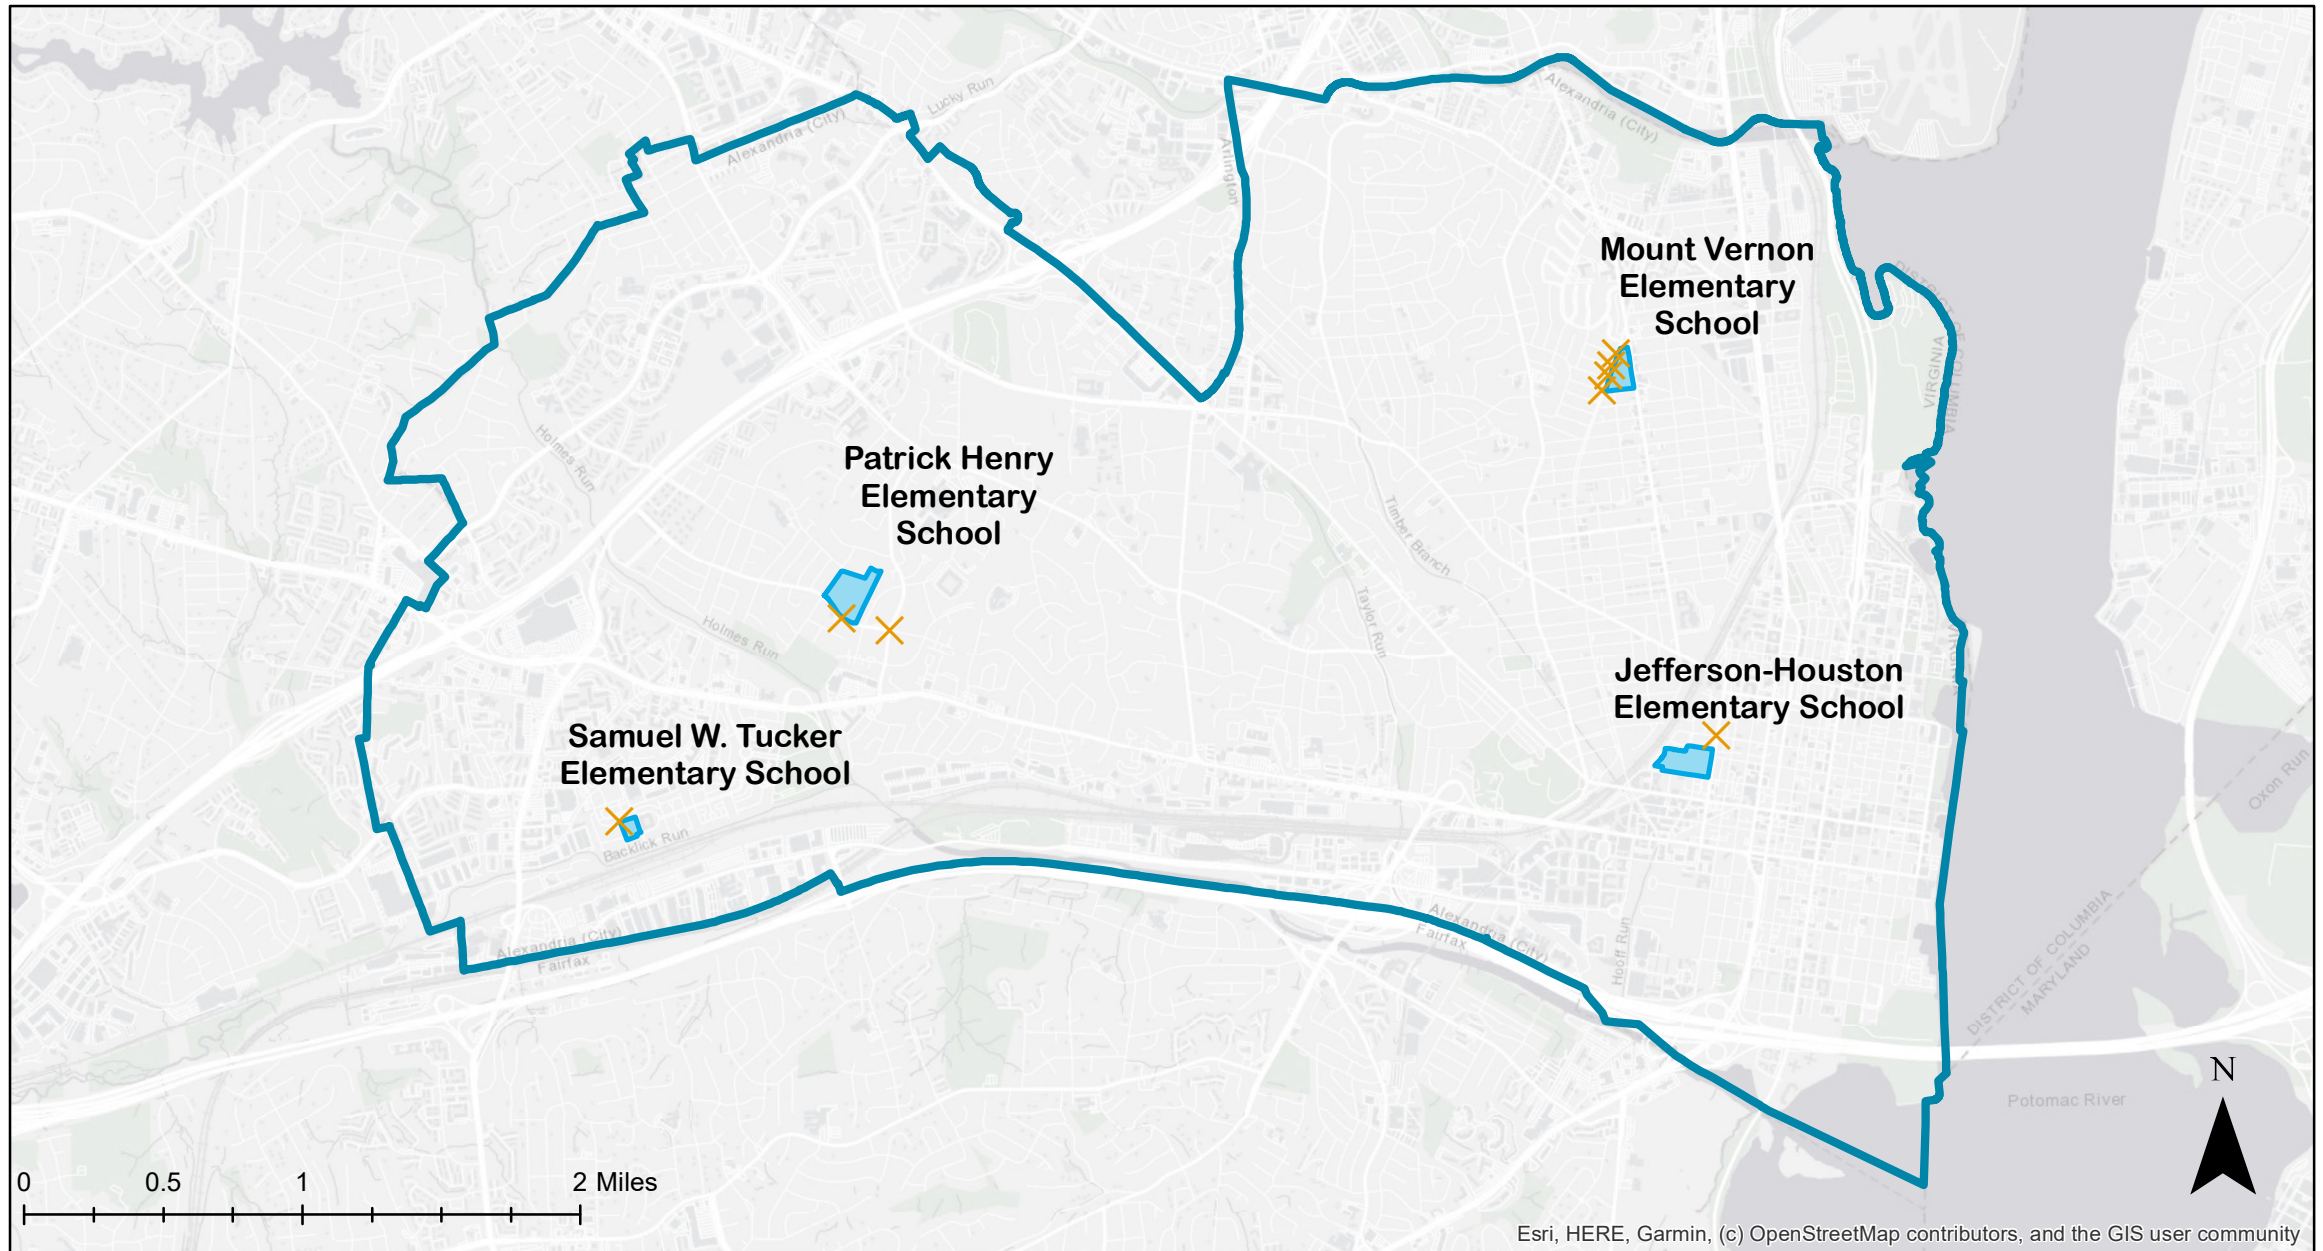 Lucky Run
Alexandria (City)
Alexandria (City)
Arlington
Mount Vernon
Elementary
School
DISTRICT OF COLUMBIA
VIRGINIA
Holmes Run
Patrick Henry
Elementary
School
Timber Branch
Taylor Run
Holmes Run
Jefferson-Houston
Elementary School
Samuel W. Tucker
Elementary School
Backlick Run
Oxon Run
Alexandria (City)
Fairfax
Alexandria (City)
Fairfax
Hooff Run
DISTRICT OF COLUMBIA
MARYLAND
N
Potomac River
0 0.5 1 2 Miles
Esri, HERE, Garmin, (c) OpenStreetMap contributors, and the GIS user community